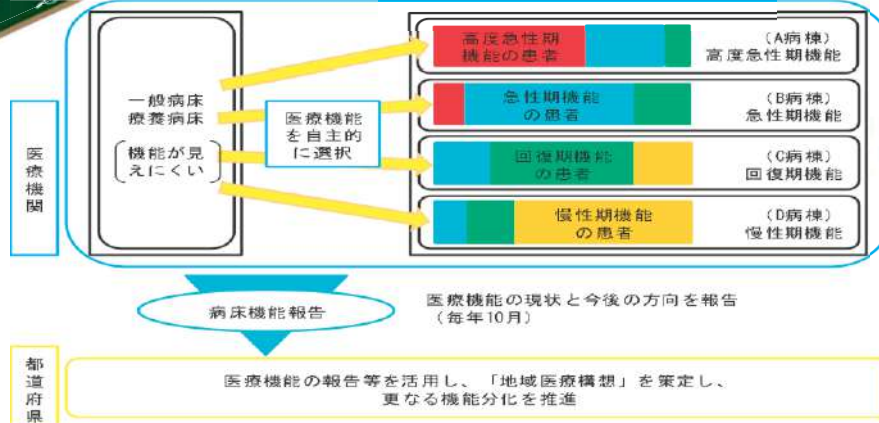 医療機関
一般病床
療養病床
機能が見
えにくい
医療機能
を自主的
に選択
高度急性期
機能の患者
(A病棟)
高度急性期機能
急性期機能
の患者
(B病棟)
急性期機能
回復期機能
の患者
(C病棟)
回復期機能
慢性期機能
の患者
(D病棟)
慢性期機能
病床機能報告
医療機能の現状と今後の方向を報告
(毎年10月)
都道府県
医療機能の報告等を活用し、「地域医療構想」を策定し、
更なる機能分化を推進